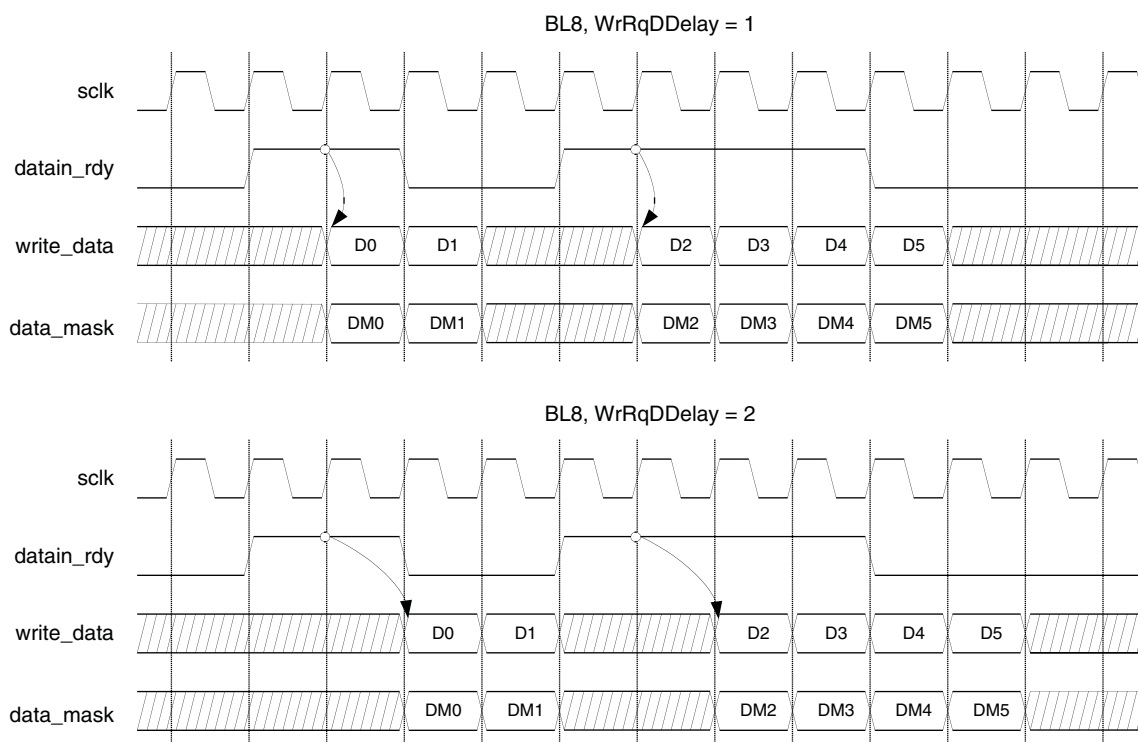 BL8, WrRqDDelay = 1
sclk
datain_rdy
write_data D0 D1 D2 D3 D4 D5
data_mask DM0 DM1 DM2 DM3 DM4 DM5
BL8, WrRqDDelay = 2
sclk
datain_rdy
write_data D0 D1 D2 D3 D4 D5
data_mask DM0 DM1 DM2 DM3 DM4 DM5